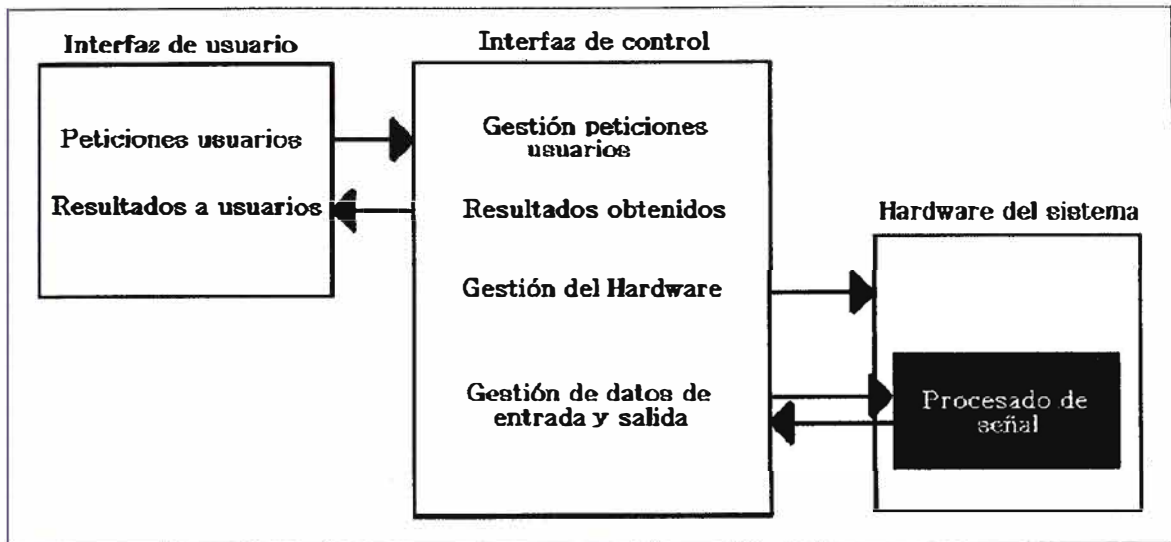 Interfaz de usuario
Peticiones usuarios
Resultados a usuarios
Interfaz de control
Gestión peticiones
usuarios
Resultados obtenidos
Gestión del Hardware
Gestión de datos de
entrada y salida
Hardware del sistema
Procesado de
señal